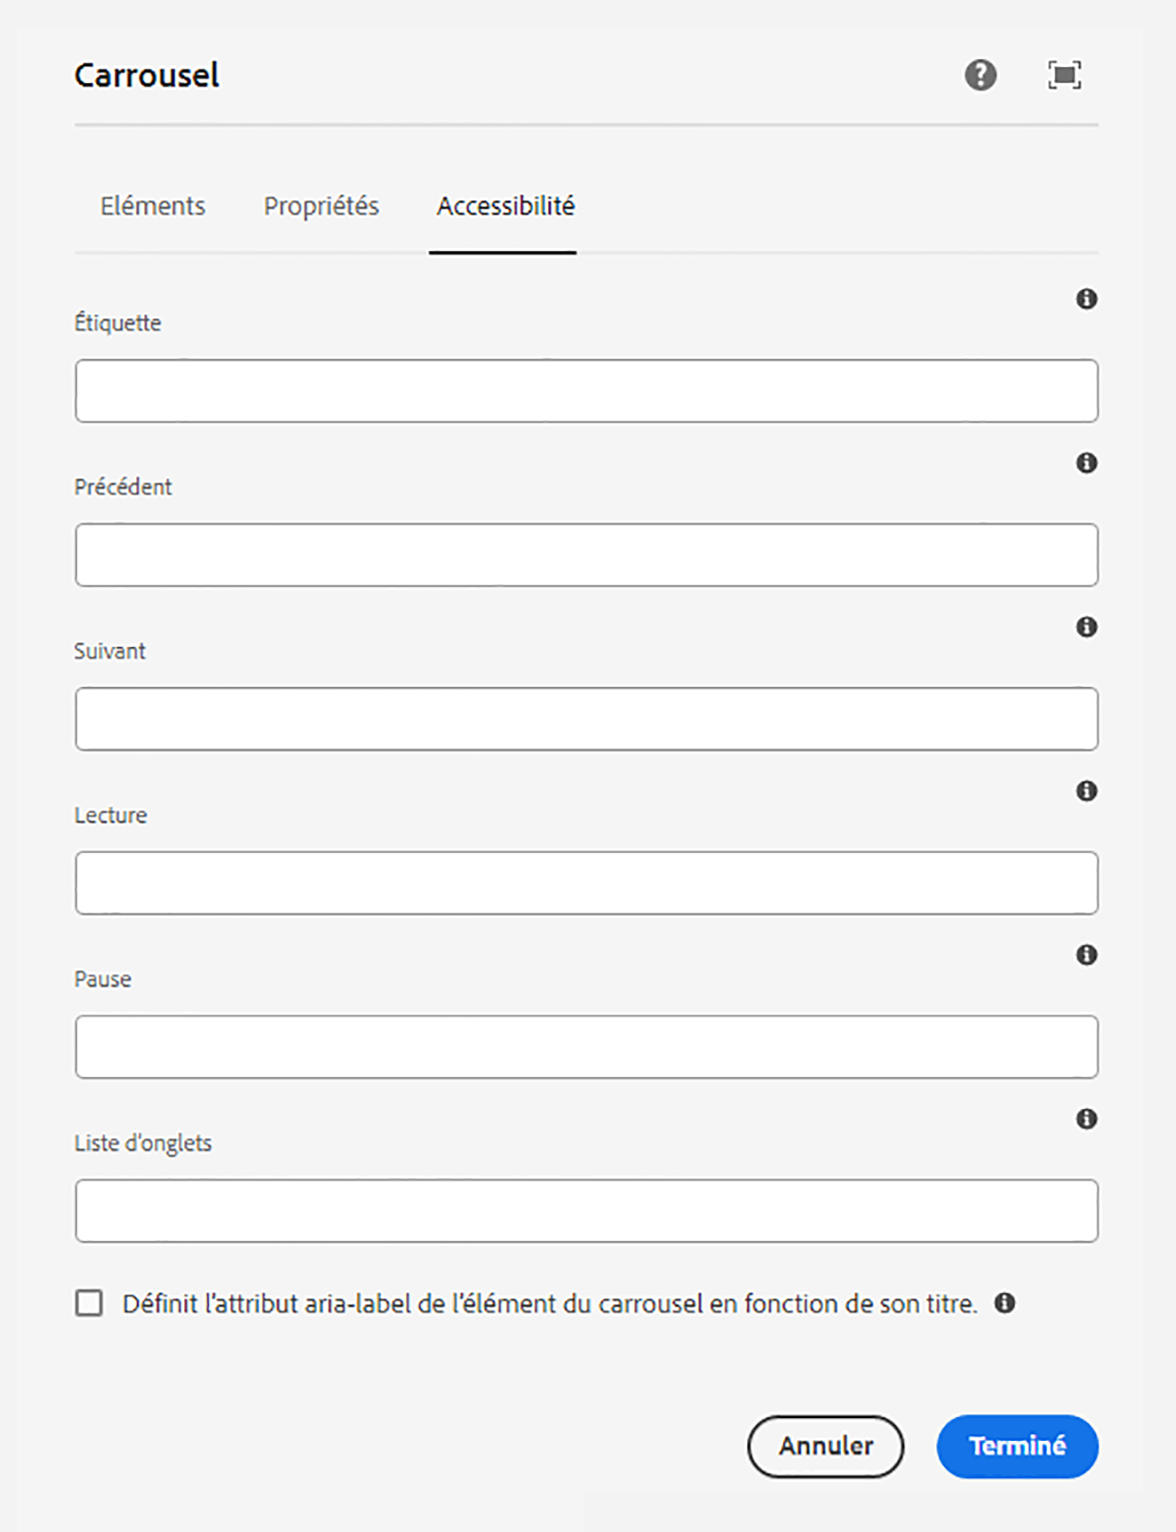 Carrousel
Eléments Propriétés Accessibilité
Étiquette
Précédent
Suivant
Lecture
Pause
Liste d'onglets
Définit l'attribut aria-label de l'élément du carrousel en fonction de son titre.
Annuler Terminé